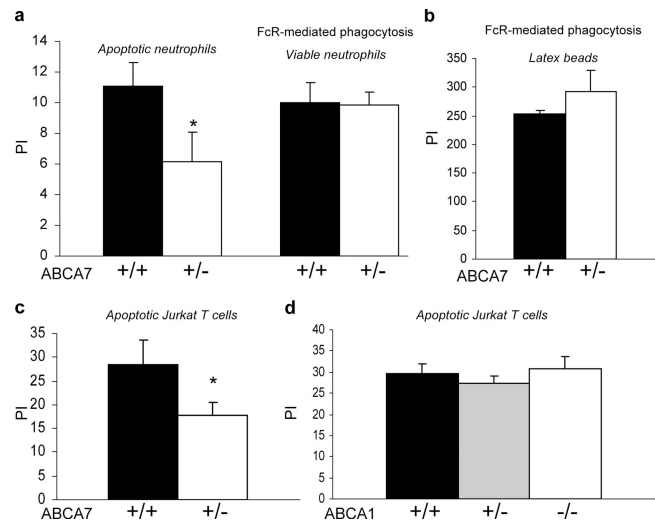 a
FcR-mediated phagocytosis
Apoptotic neutrophils
Viable neutrophils
14
12
10
8
6
4
2
0
PI
*
ABCA7 +/+ +/- +/+ +/-
b
FcR-mediated phagocytosis
Latex beads
350
300
250
200
150
100
50
0
PI
ABCA7 +/+ +/-
c
Apoptotic Jurkat T cells
35
30
25
20
15
10
5
0
PI
*
ABCA7 +/+ +/-
d
Apoptotic Jurkat T cells
40
35
30
25
20
15
10
5
0
PI
ABCA1 +/+ +/- -/-